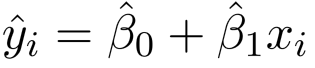 ŷᵢ = β̂₀ + β̂₁xᵢ